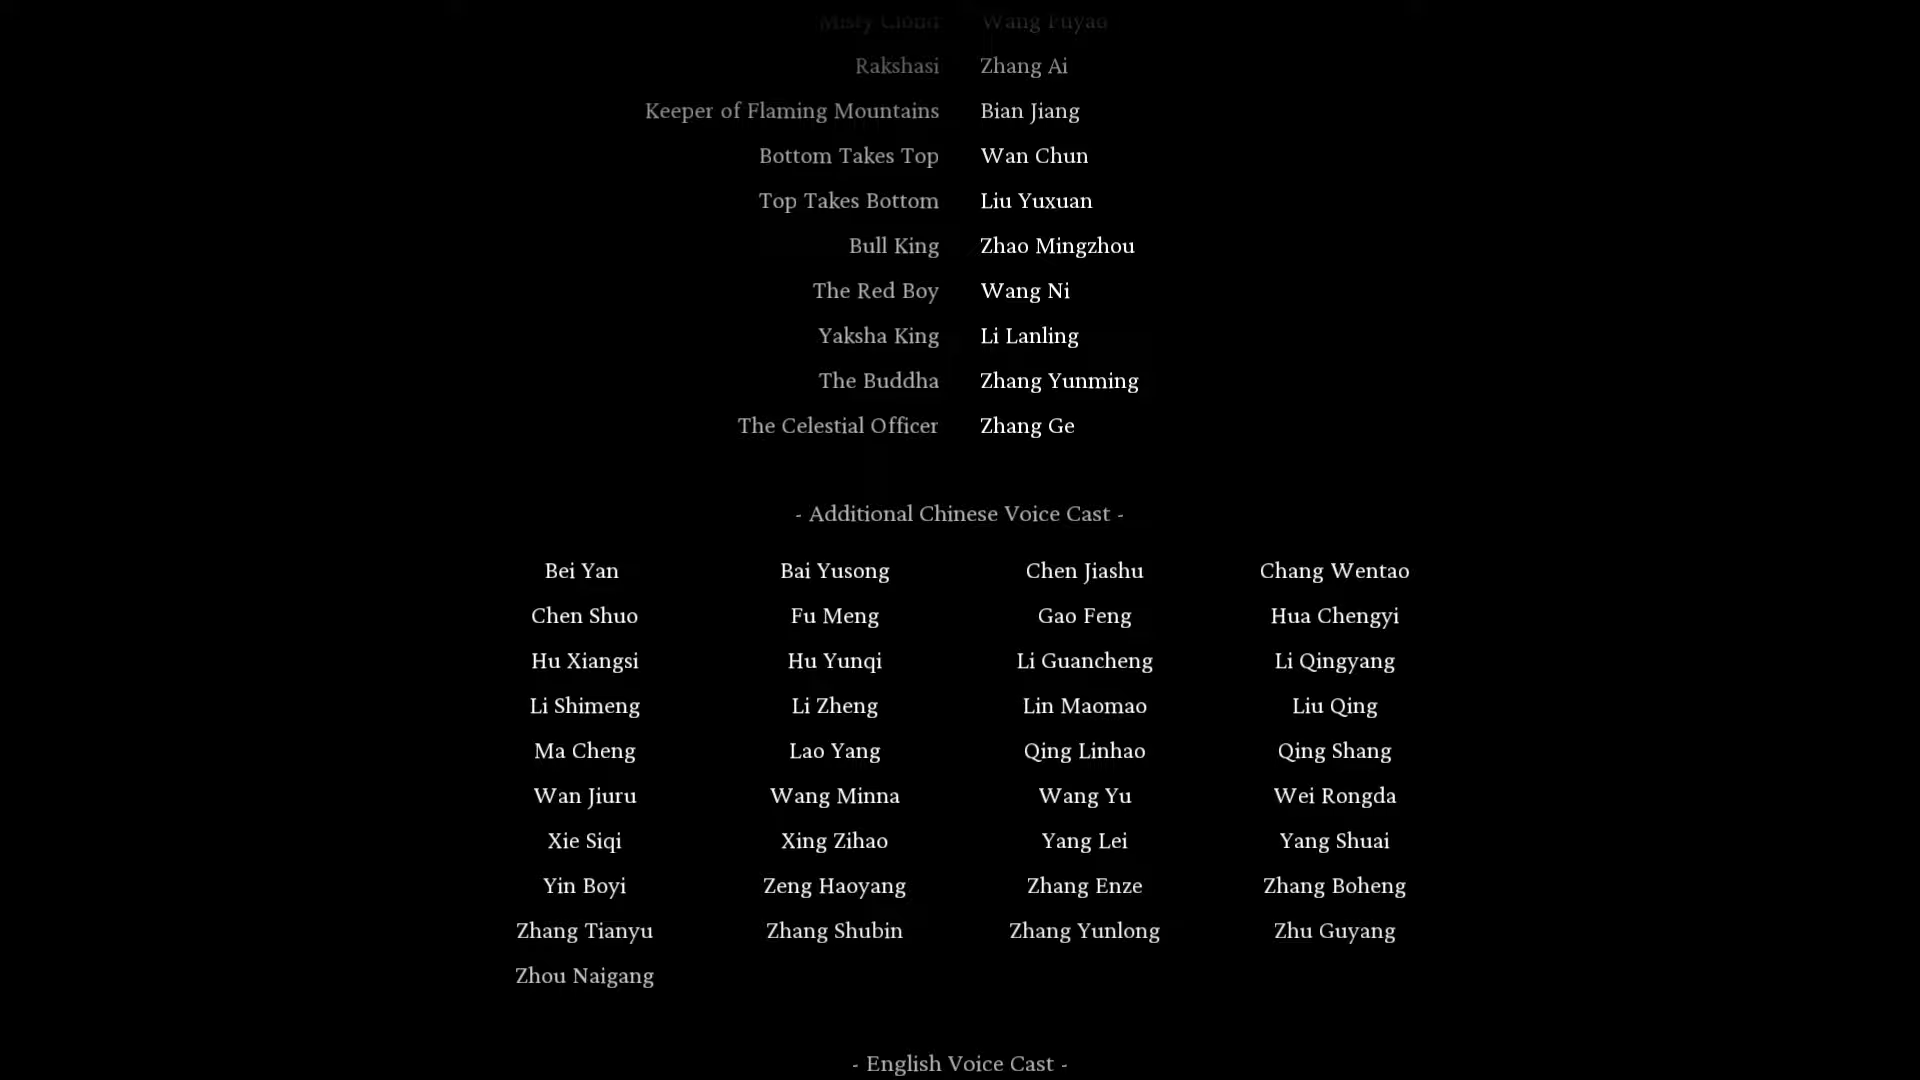 Misty Cloud Wang Fuyao
Rakshasi Zhang Ai
Keeper of Flaming Mountains Bian Jiang
Bottom Takes Top Wan Chun
Top Takes Bottom Liu Yuxuan
Bull King Zhao Mingzhou
The Red Boy Wang Ni
Yaksha King Li Lanling
The Buddha Zhang Yunming
The Celestial Officer Zhang Ge
- Additional Chinese Voice Cast -
Bei Yan Bai Yusong Chen Jiashu Chang Wentao
Chen Shuo Fu Meng Gao Feng Hua Chengyi
Hu Xiangsi Hu Yunqi Li Guancheng Li Qingyang
Li Shimeng Li Zheng Lin Maomao Liu Qing
Ma Cheng Lao Yang Qing Linhao Qing Shang
Wan Jiuru Wang Minna Wang Yu Wei Rongda
Xie Siqi Xing Zihao Yang Lei Yang Shuai
Yin Boyi Zeng Haoyang Zhang Enze Zhang Boheng
Zhang Tianyu Zhang Shubin Zhang Yunlong Zhu Guyang
Zhou Naigang
- English Voice Cast -